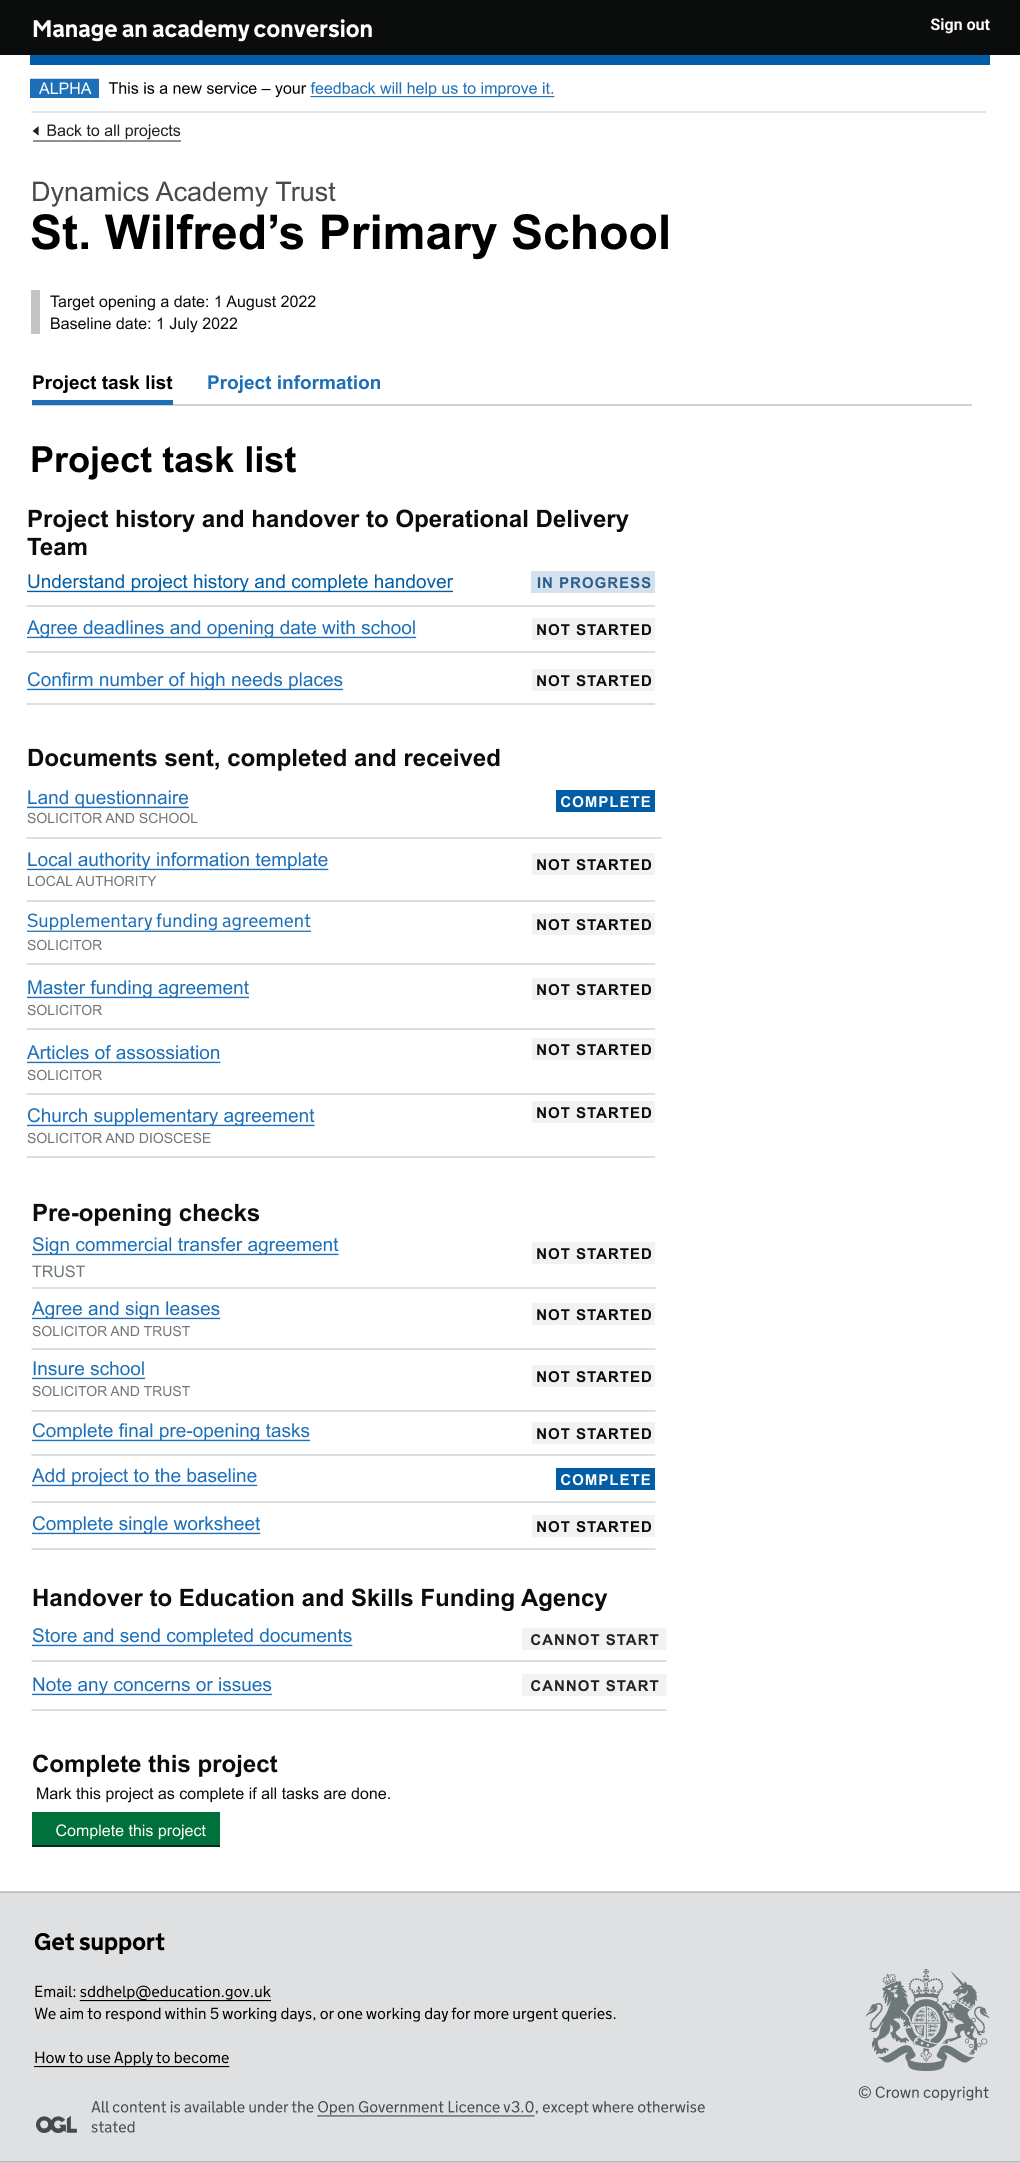 Manage an academy conversion
Sign out
ALPHA This is a new service – your feedback will help us to improve it.
Back to all projects
Dynamics Academy Trust
St. Wilfred’s Primary School
Target opening a date: 1 August 2022
Baseline date: 1 July 2022
Project task list Project information
Project task list
Project history and handover to Operational Delivery
Team
Understand project history and complete handover IN PROGRESS
Agree deadlines and opening date with school NOT STARTED
Confirm number of high needs places NOT STARTED
Documents sent, completed and received
Land questionnaire COMPLETE
SOLICITOR AND SCHOOL
Local authority information template NOT STARTED
LOCAL AUTHORITY
Supplementary funding agreement NOT STARTED
SOLICITOR
Master funding agreement NOT STARTED
SOLICITOR
Articles of assossiation NOT STARTED
SOLICITOR
Church supplementary agreement NOT STARTED
SOLICITOR AND DIOSCESE
Pre-opening checks
Sign commercial transfer agreement NOT STARTED
TRUST
Agree and sign leases NOT STARTED
SOLICITOR AND TRUST
Insure school NOT STARTED
SOLICITOR AND TRUST
Complete final pre-opening tasks NOT STARTED
Add project to the baseline COMPLETE
Complete single worksheet NOT STARTED
Handover to Education and Skills Funding Agency
Store and send completed documents CANNOT START
Note any concerns or issues CANNOT START
Complete this project
Mark this project as complete if all tasks are done.
Complete this project
Get support
Email: sddhelp@education.gov.uk
We aim to respond within 5 working days, or one working day for more urgent queries.
How to use Apply to become
© Crown copyright
OGL All content is available under the Open Government Licence v3.0, except where otherwise
stated